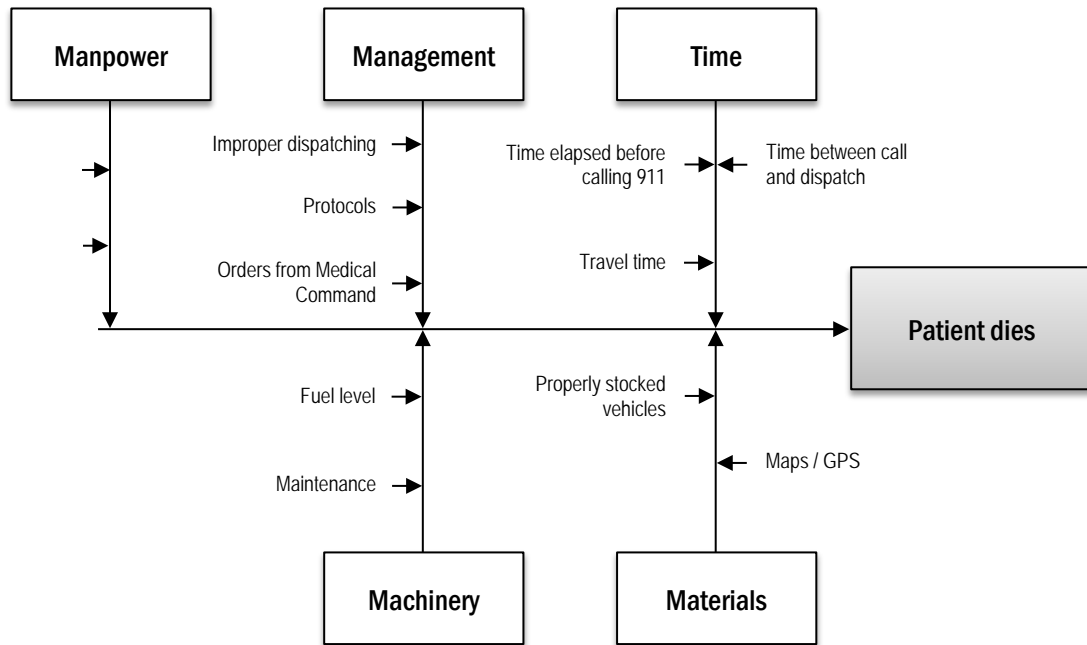 Manpower
Management
Time
Improper dispatching
Time elapsed before
calling 911
Time between call
and dispatch
Protocols
Orders from Medical
Command
Travel time
Patient dies
Fuel level
Properly stocked
vehicles
Maps / GPS
Maintenance
Machinery
Materials